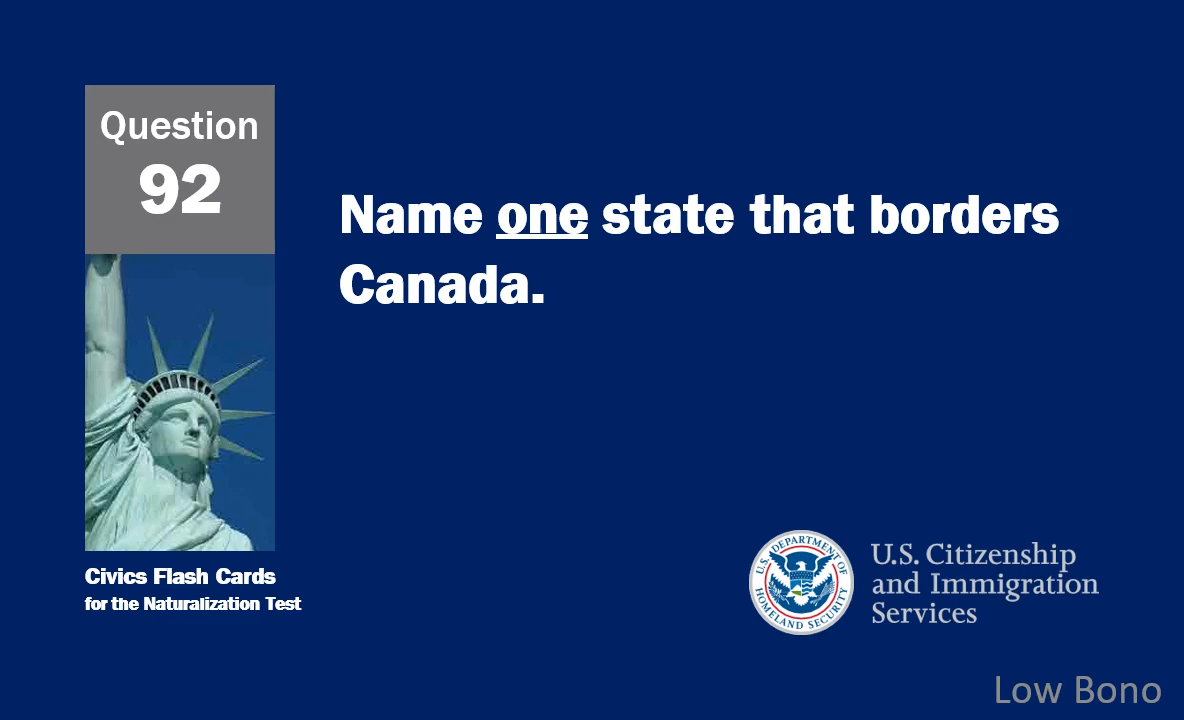 Question
92
Name one state that borders
Canada.
Civics Flash Cards
for the Naturalization Test
U.S. DEPARTMENT OF
HOMELAND SECURITY
U.S. Citizenship
and Immigration
Services
Low Bono